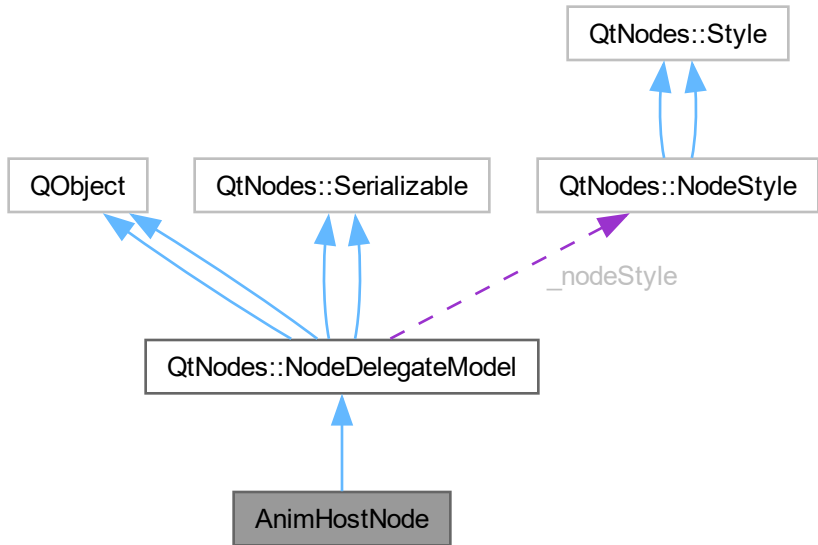 QtNodes::Style
QObject
QtNodes::Serializable
QtNodes::NodeStyle
_nodeStyle
QtNodes::NodeDelegateModel
AnimHostNode